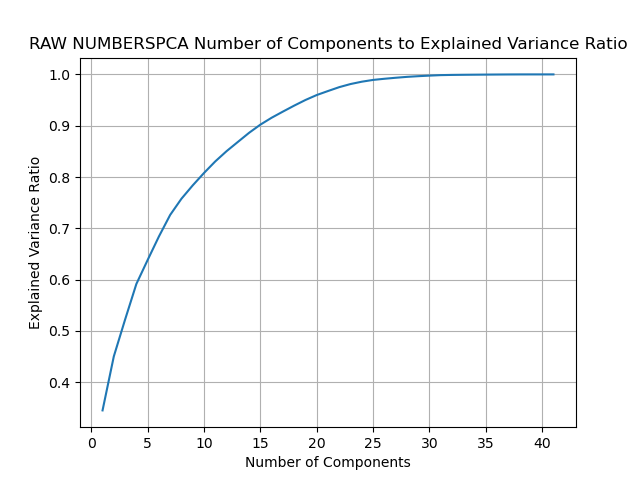 RAW NUMBERSPCA Number of Components to Explained Variance Ratio
1.0
0.9
0.8
0.7
0.6
0.5
0.4
Explained Variance Ratio
0 5 10 15 20 25 30 35 40
Number of Components